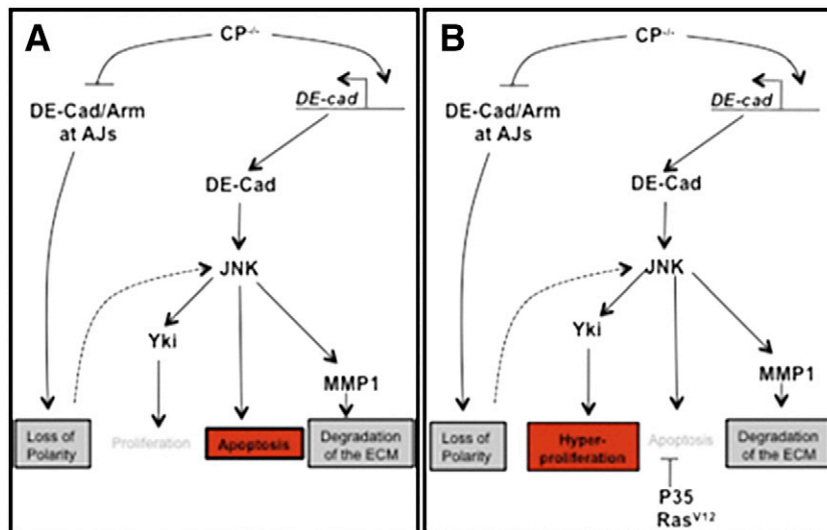 A
CP-/-
DE-Cad/Arm
at AJs
DE-cad
DE-Cad
JNK
Yki
MMP1
Loss of
Polarity
Proliferation
Apoptosis
Degradation
of the ECM
B
CP-/-
DE-Cad/Arm
at AJs
DE-cad
DE-Cad
JNK
Yki
MMP1
Loss of
Polarity
Hyper-
proliferation
Apoptosis
Degradation
of the ECM
P35
RasV12